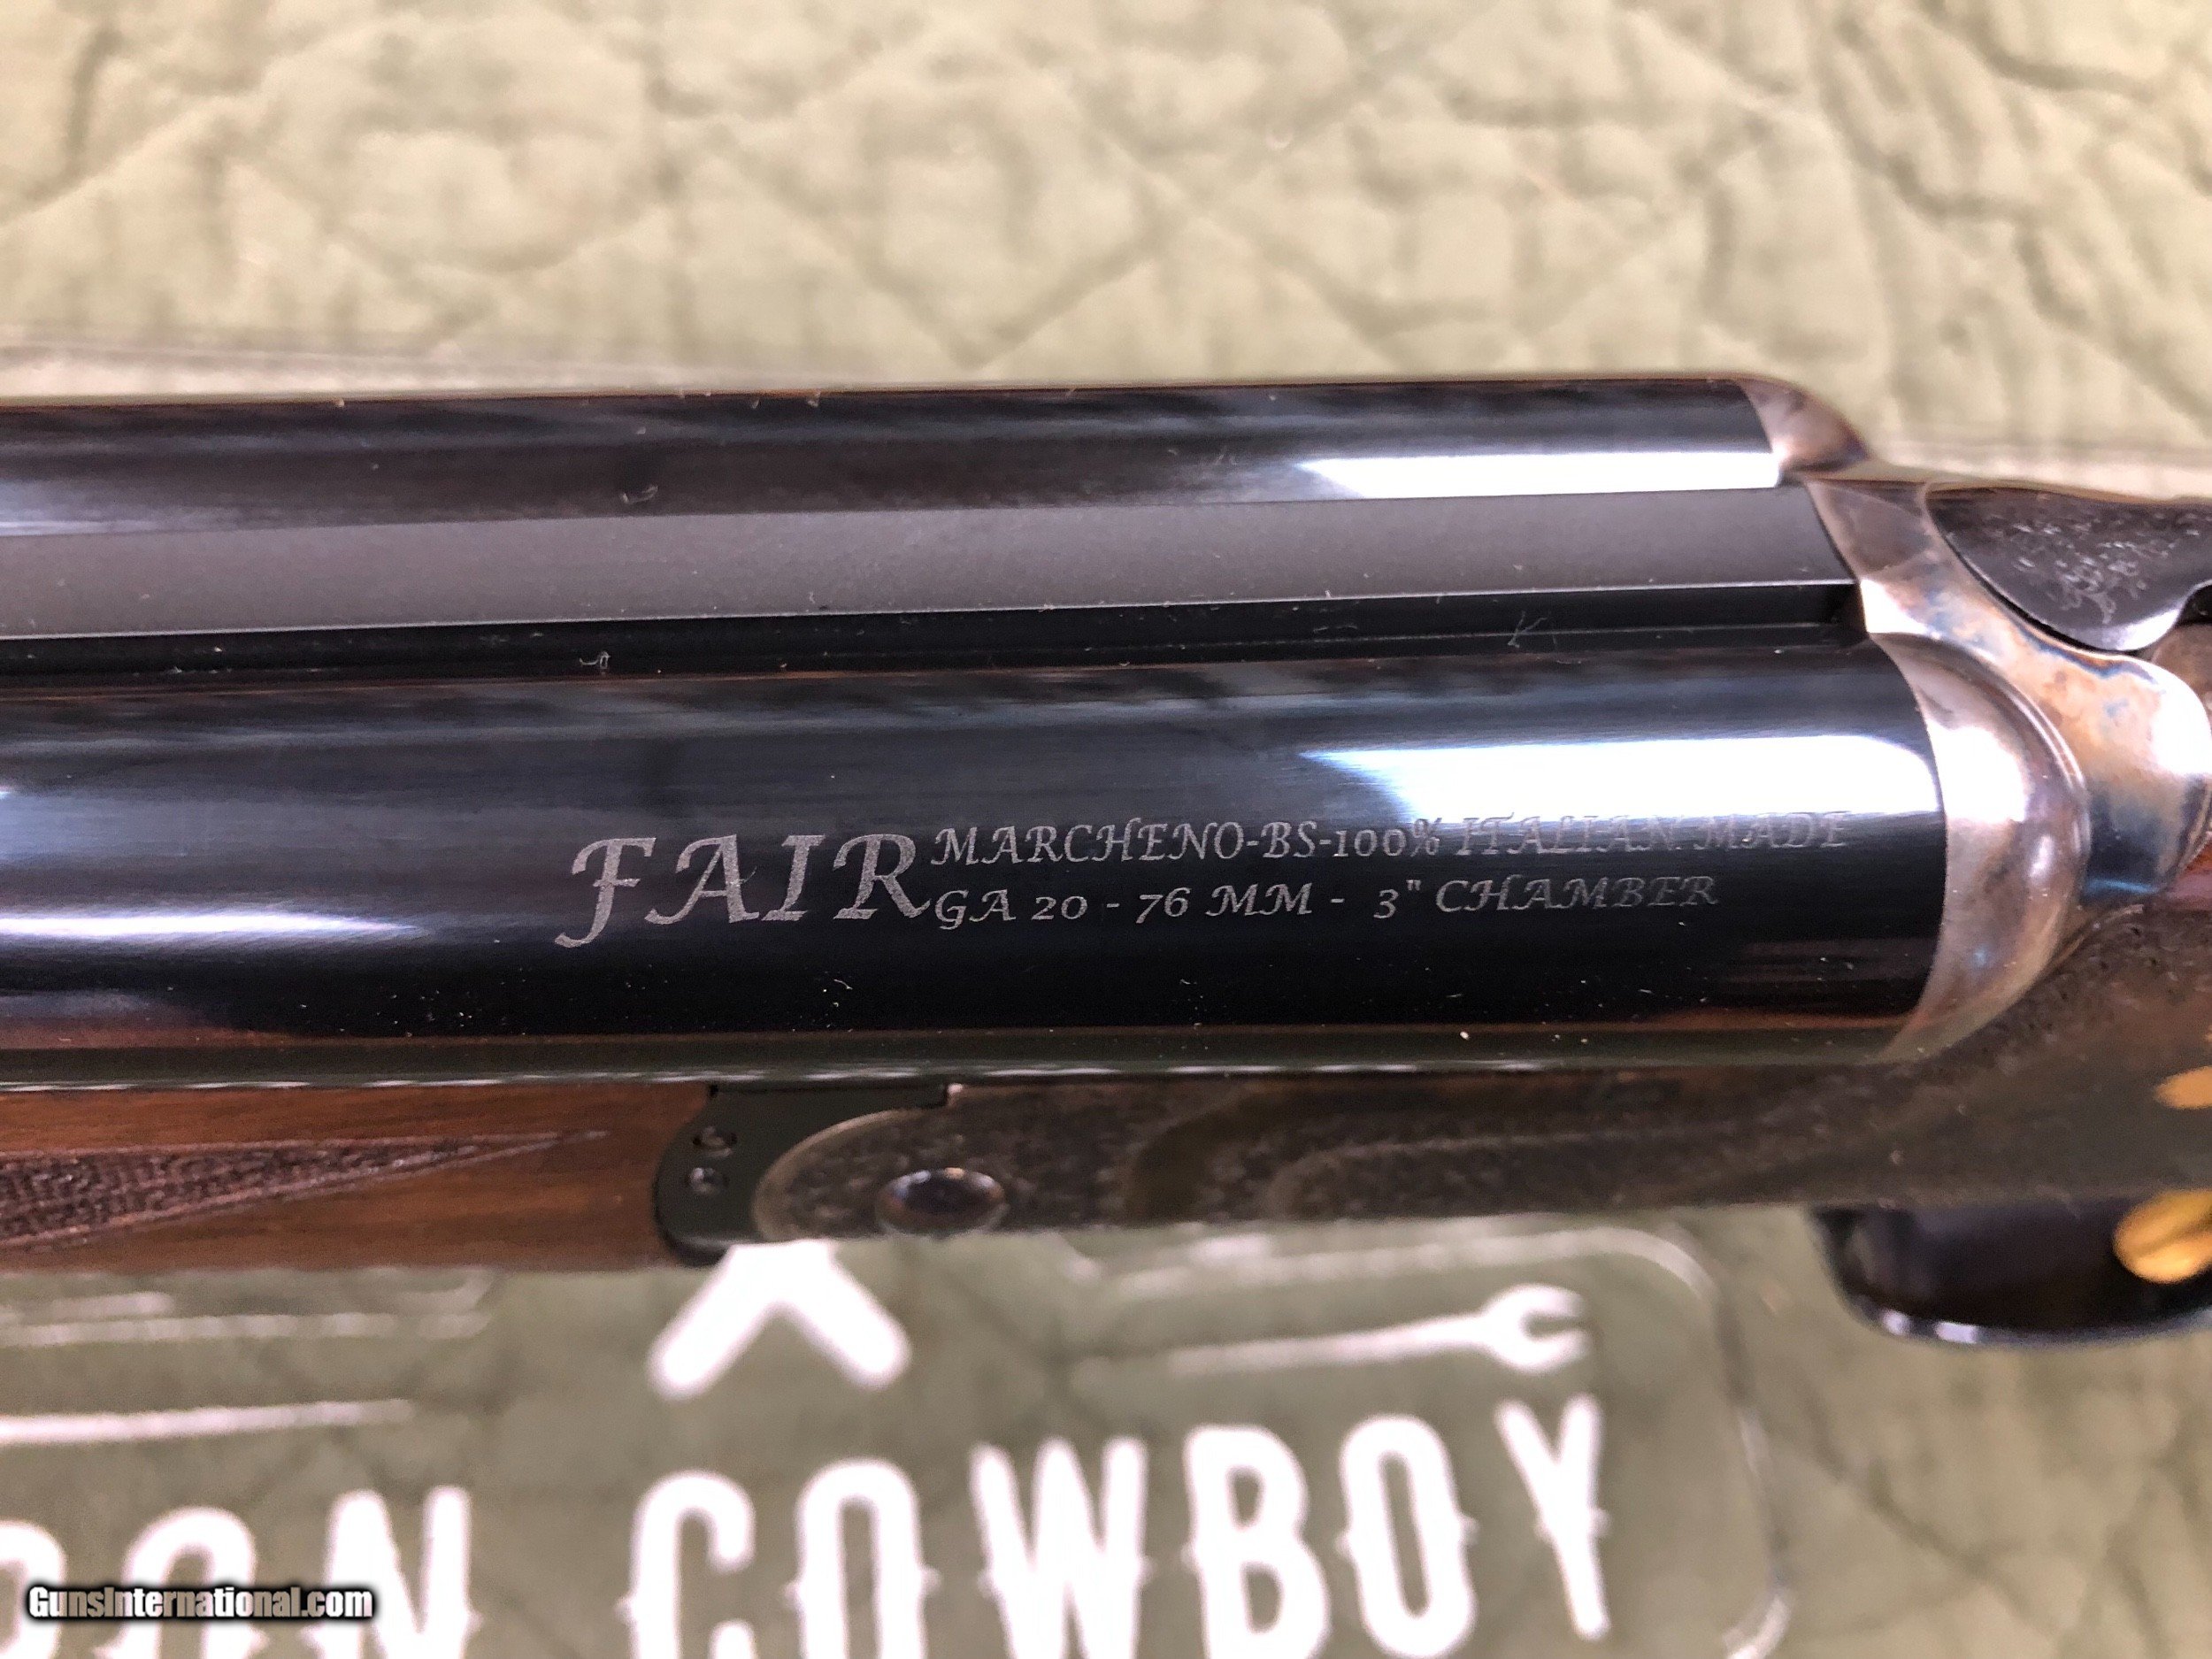 FAIR
MARCHENO-BS-100% ITALIAN MADE
GA 20 - 76 MM - 3" CHAMBER
COWBOY
GunsInternational.com